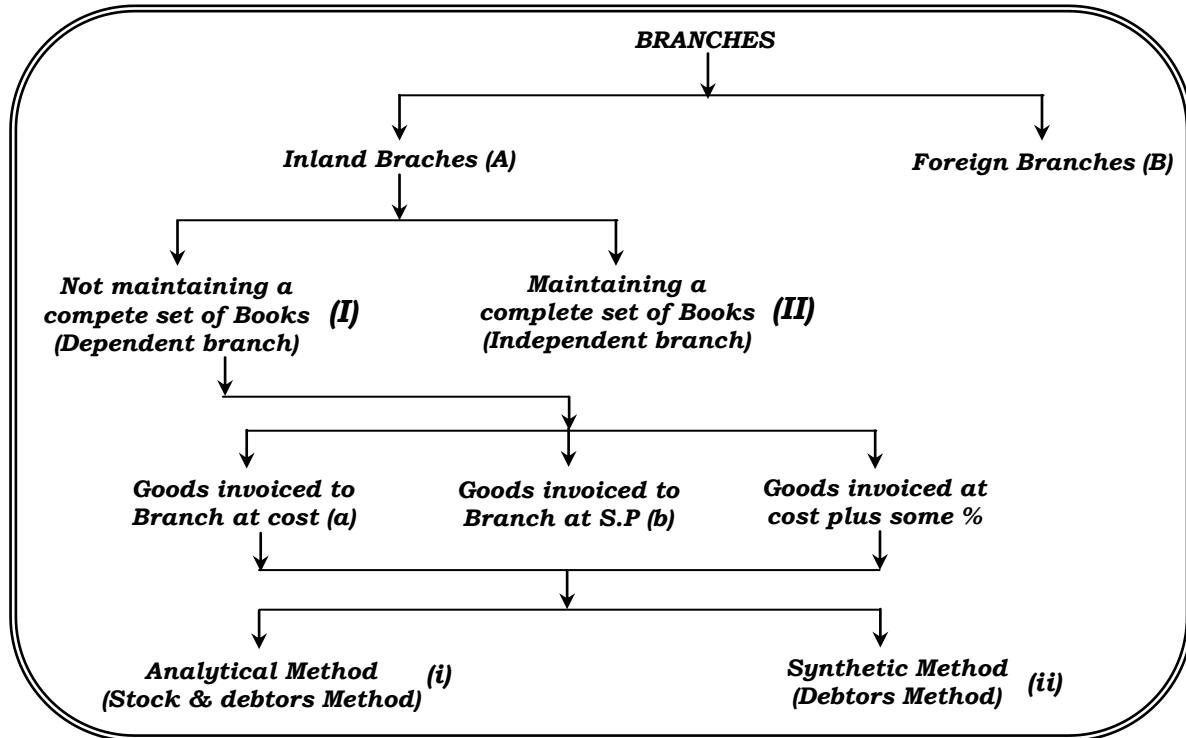 BRANCHES
Inland Braches (A)
Foreign Branches (B)
Not maintaining a
compete set of Books (I)
(Dependent branch)
Maintaining a
complete set of Books (II)
(Independent branch)
Goods invoiced to
Branch at cost (a)
Goods invoiced to
Branch at S.P (b)
Goods invoiced at
cost plus some %
Analytical Method (i)
(Stock & debtors Method)
Synthetic Method (ii)
(Debtors Method)